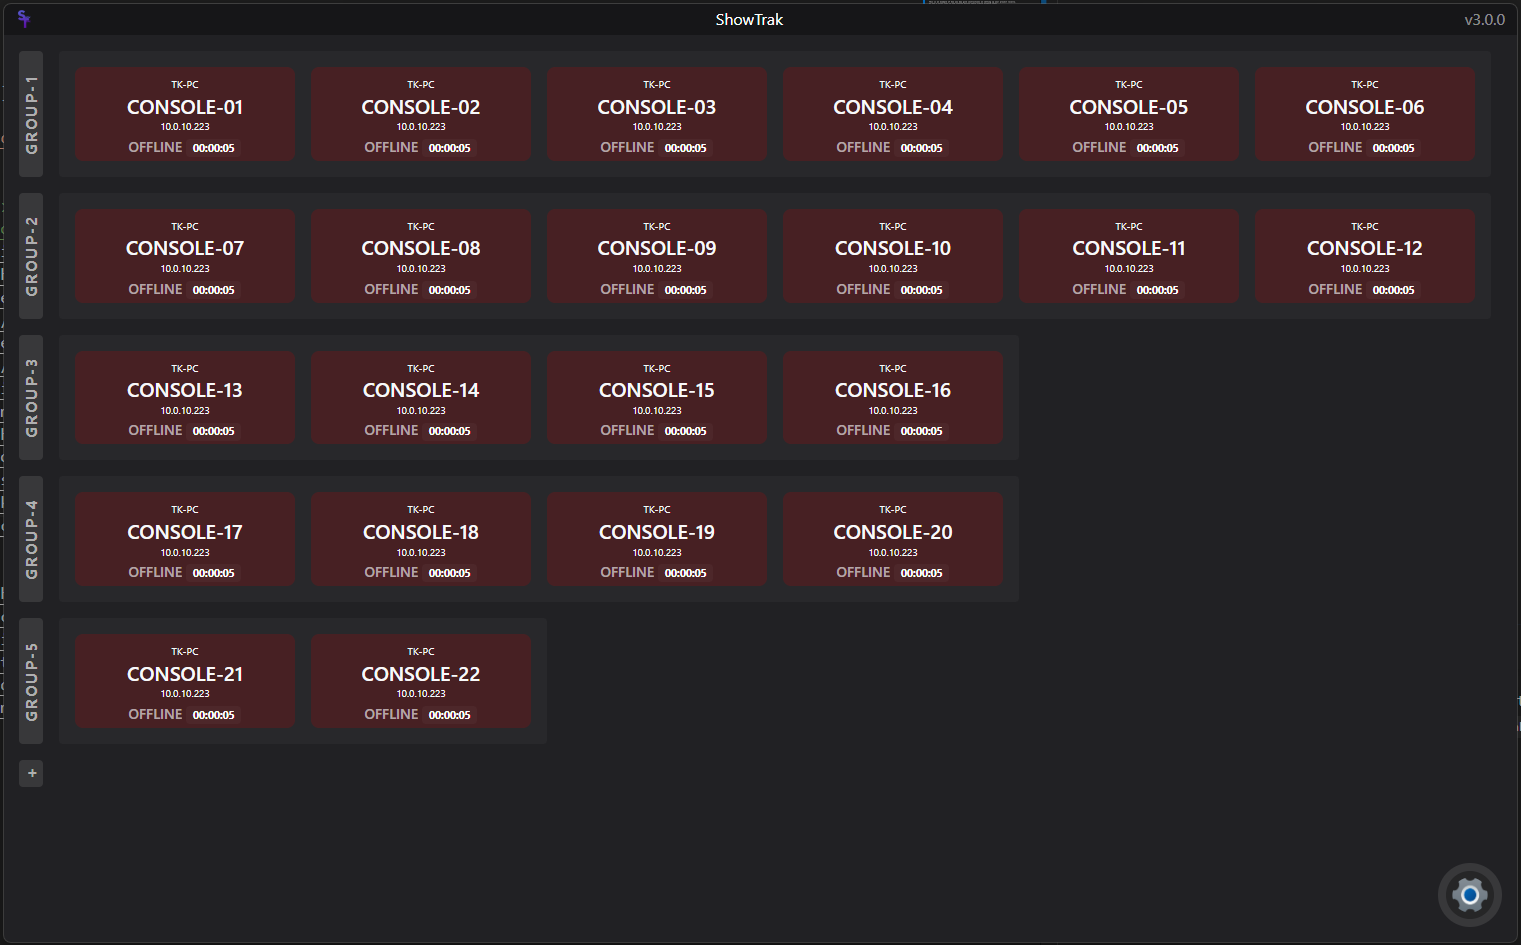 ShowTrak
v3.0.0
GROUP-1
TK-PC TK-PC TK-PC TK-PC TK-PC TK-PC
CONSOLE-01 CONSOLE-02 CONSOLE-03 CONSOLE-04 CONSOLE-05 CONSOLE-06
10.0.10.223 10.0.10.223 10.0.10.223 10.0.10.223 10.0.10.223 10.0.10.223
OFFLINE 00:00:05 OFFLINE 00:00:05 OFFLINE 00:00:05 OFFLINE 00:00:05 OFFLINE 00:00:05 OFFLINE 00:00:05
GROUP-2
TK-PC TK-PC TK-PC TK-PC TK-PC TK-PC
CONSOLE-07 CONSOLE-08 CONSOLE-09 CONSOLE-10 CONSOLE-11 CONSOLE-12
10.0.10.223 10.0.10.223 10.0.10.223 10.0.10.223 10.0.10.223 10.0.10.223
OFFLINE 00:00:05 OFFLINE 00:00:05 OFFLINE 00:00:05 OFFLINE 00:00:05 OFFLINE 00:00:05 OFFLINE 00:00:05
GROUP-3
TK-PC TK-PC TK-PC TK-PC
CONSOLE-13 CONSOLE-14 CONSOLE-15 CONSOLE-16
10.0.10.223 10.0.10.223 10.0.10.223 10.0.10.223
OFFLINE 00:00:05 OFFLINE 00:00:05 OFFLINE 00:00:05 OFFLINE 00:00:05
GROUP-4
TK-PC TK-PC TK-PC TK-PC
CONSOLE-17 CONSOLE-18 CONSOLE-19 CONSOLE-20
10.0.10.223 10.0.10.223 10.0.10.223 10.0.10.223
OFFLINE 00:00:05 OFFLINE 00:00:05 OFFLINE 00:00:05 OFFLINE 00:00:05
GROUP-5
TK-PC TK-PC
CONSOLE-21 CONSOLE-22
10.0.10.223 10.0.10.223
OFFLINE 00:00:05 OFFLINE 00:00:05
+